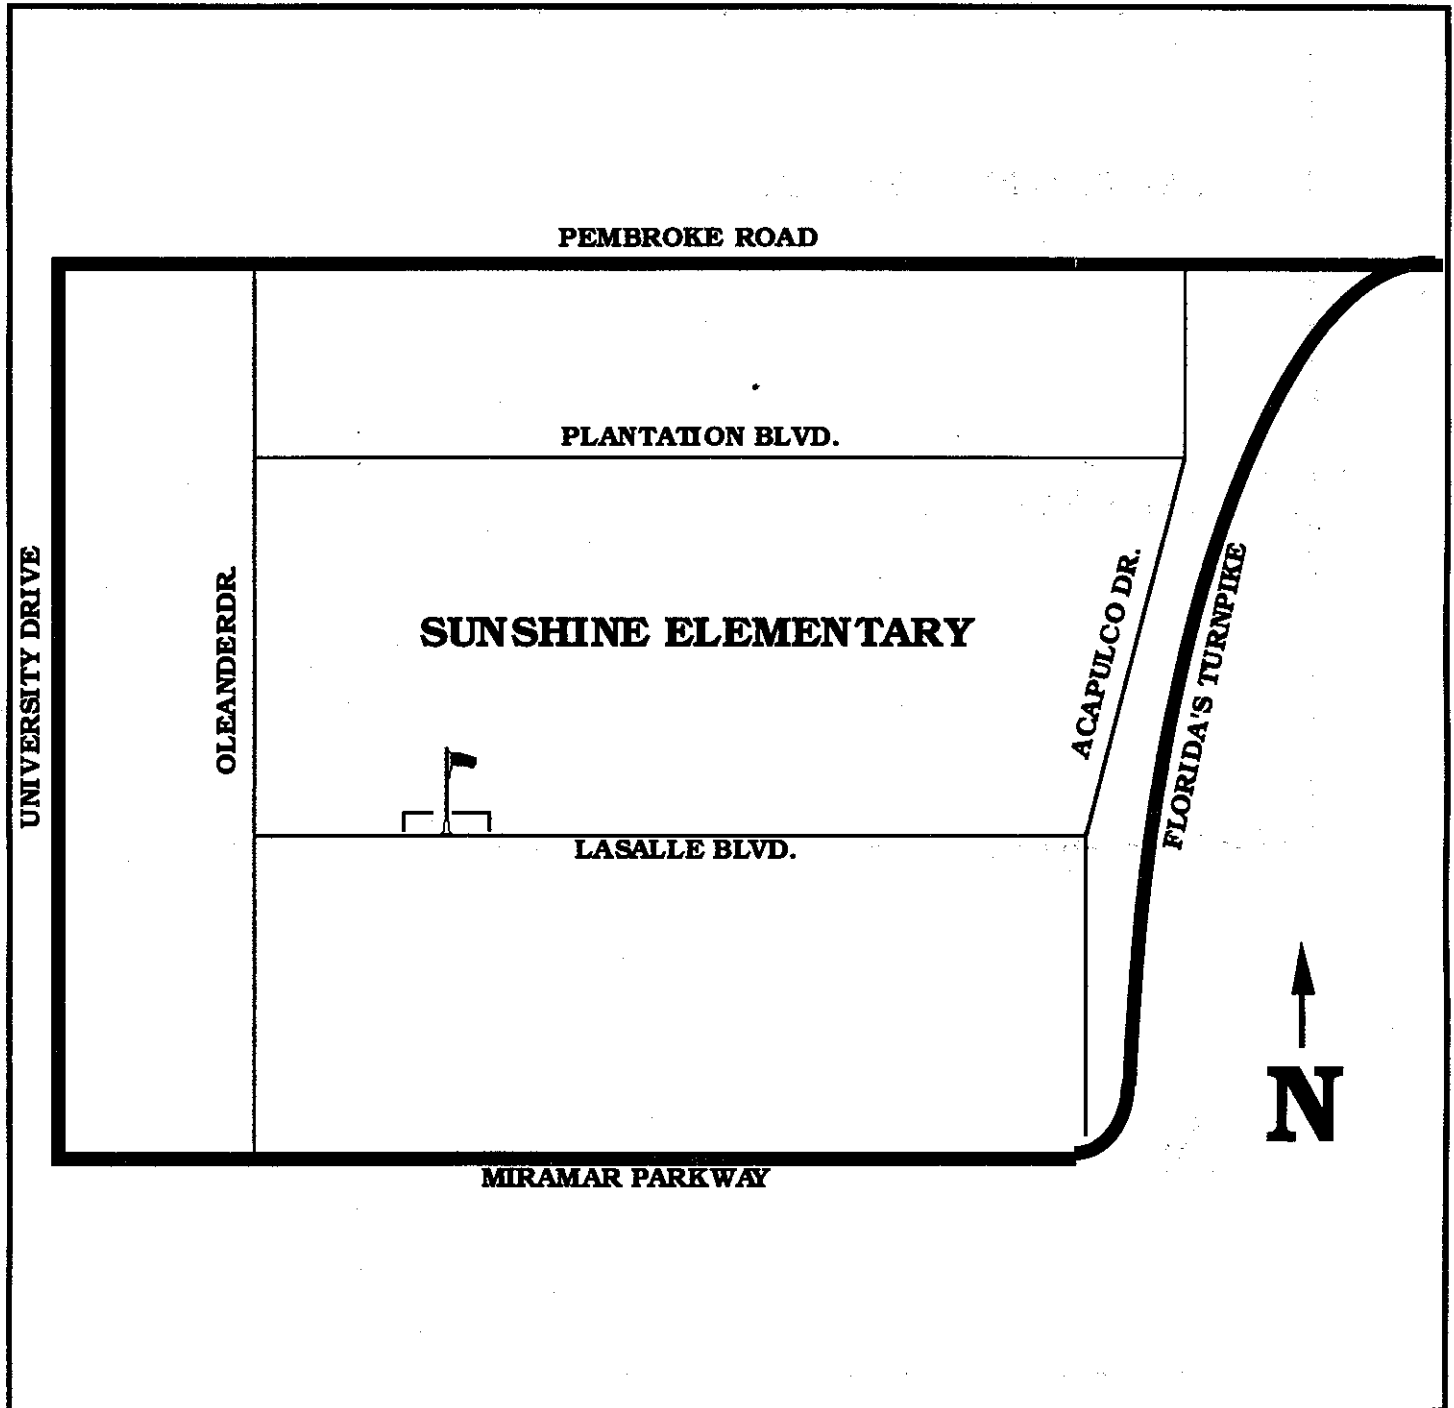 PEMBROKE ROAD
PLANTATION BLVD.
UNIVERSITY DRIVE
OLEANDERDR.
SUNSHINE ELEMENTARY
ACAPULCO DR.
FLORIDA'S TURNPIKE
LASALLE BLVD.
N
MIRAMAR PARKWAY